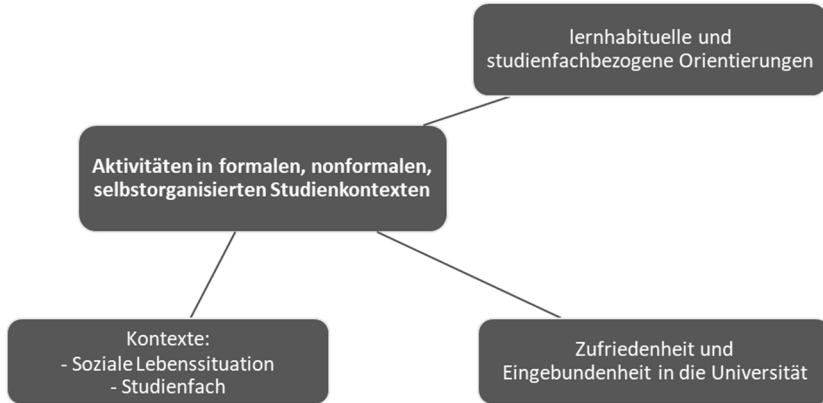 lernhabituelle und
studienfachbezogene Orientierungen
Aktivitäten in formalen, nonformalen,
selbstorganisierten Studienkontexten
Kontexte:
- Soziale Lebenssituation
- Studienfach
Zufriedenheit und
Eingebundenheit in die Universität